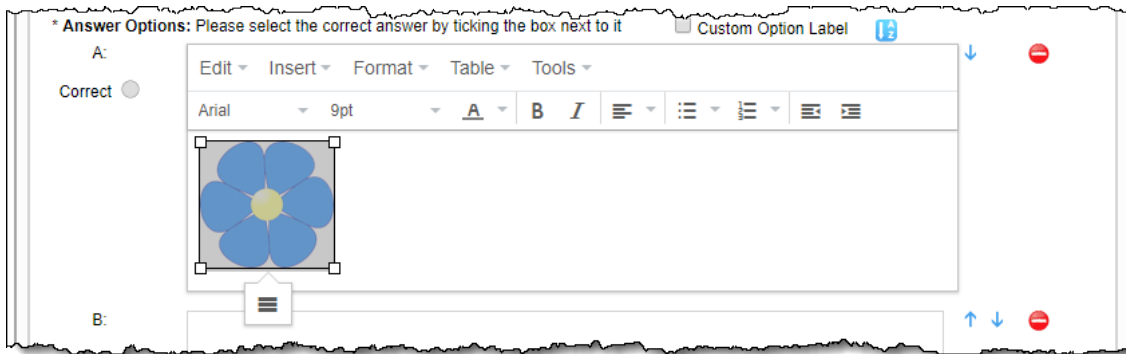 * Answer Options: Please select the correct answer by ticking the box next to it Custom Option Label
A:
Edit Insert Format Table Tools
Correct
Arial 9pt A B I
B: